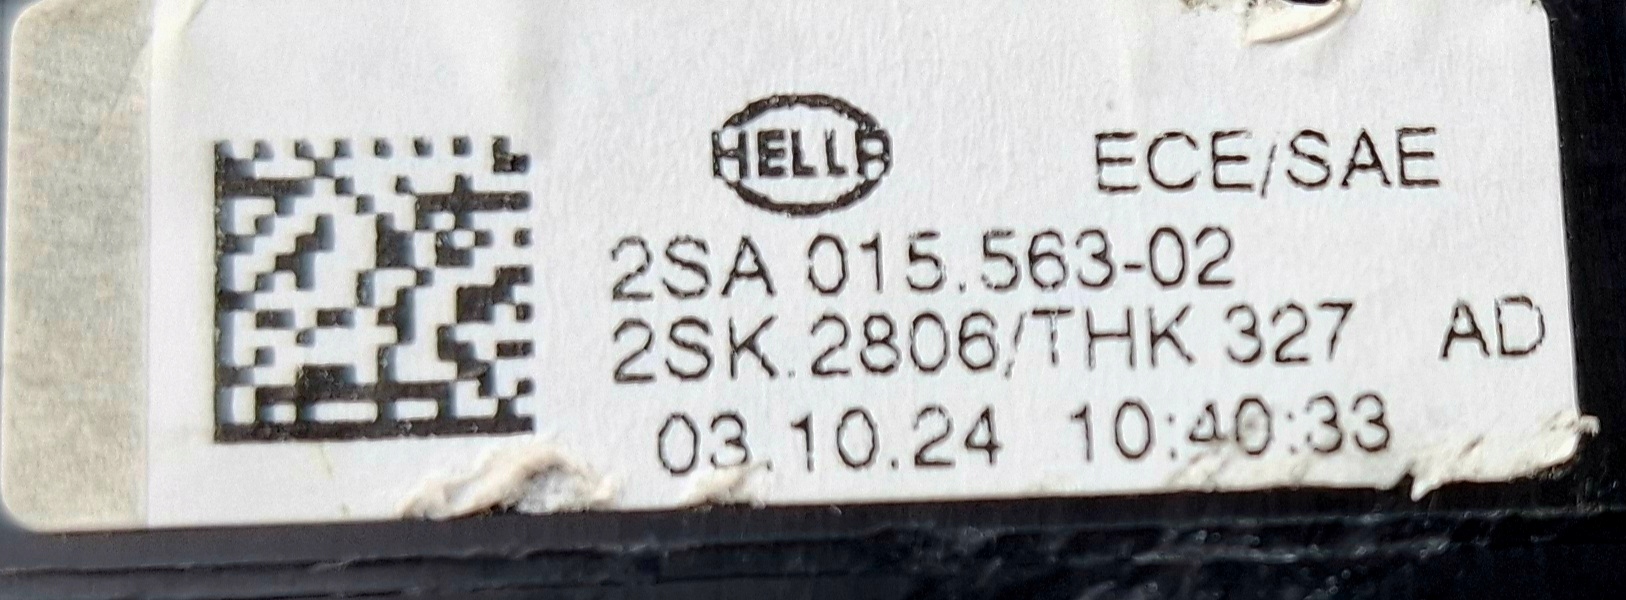 HELLA
ECE/SAE
2SA 015.563-02
2SK.2806/THK 327 AD
03.10.24 10:40:33